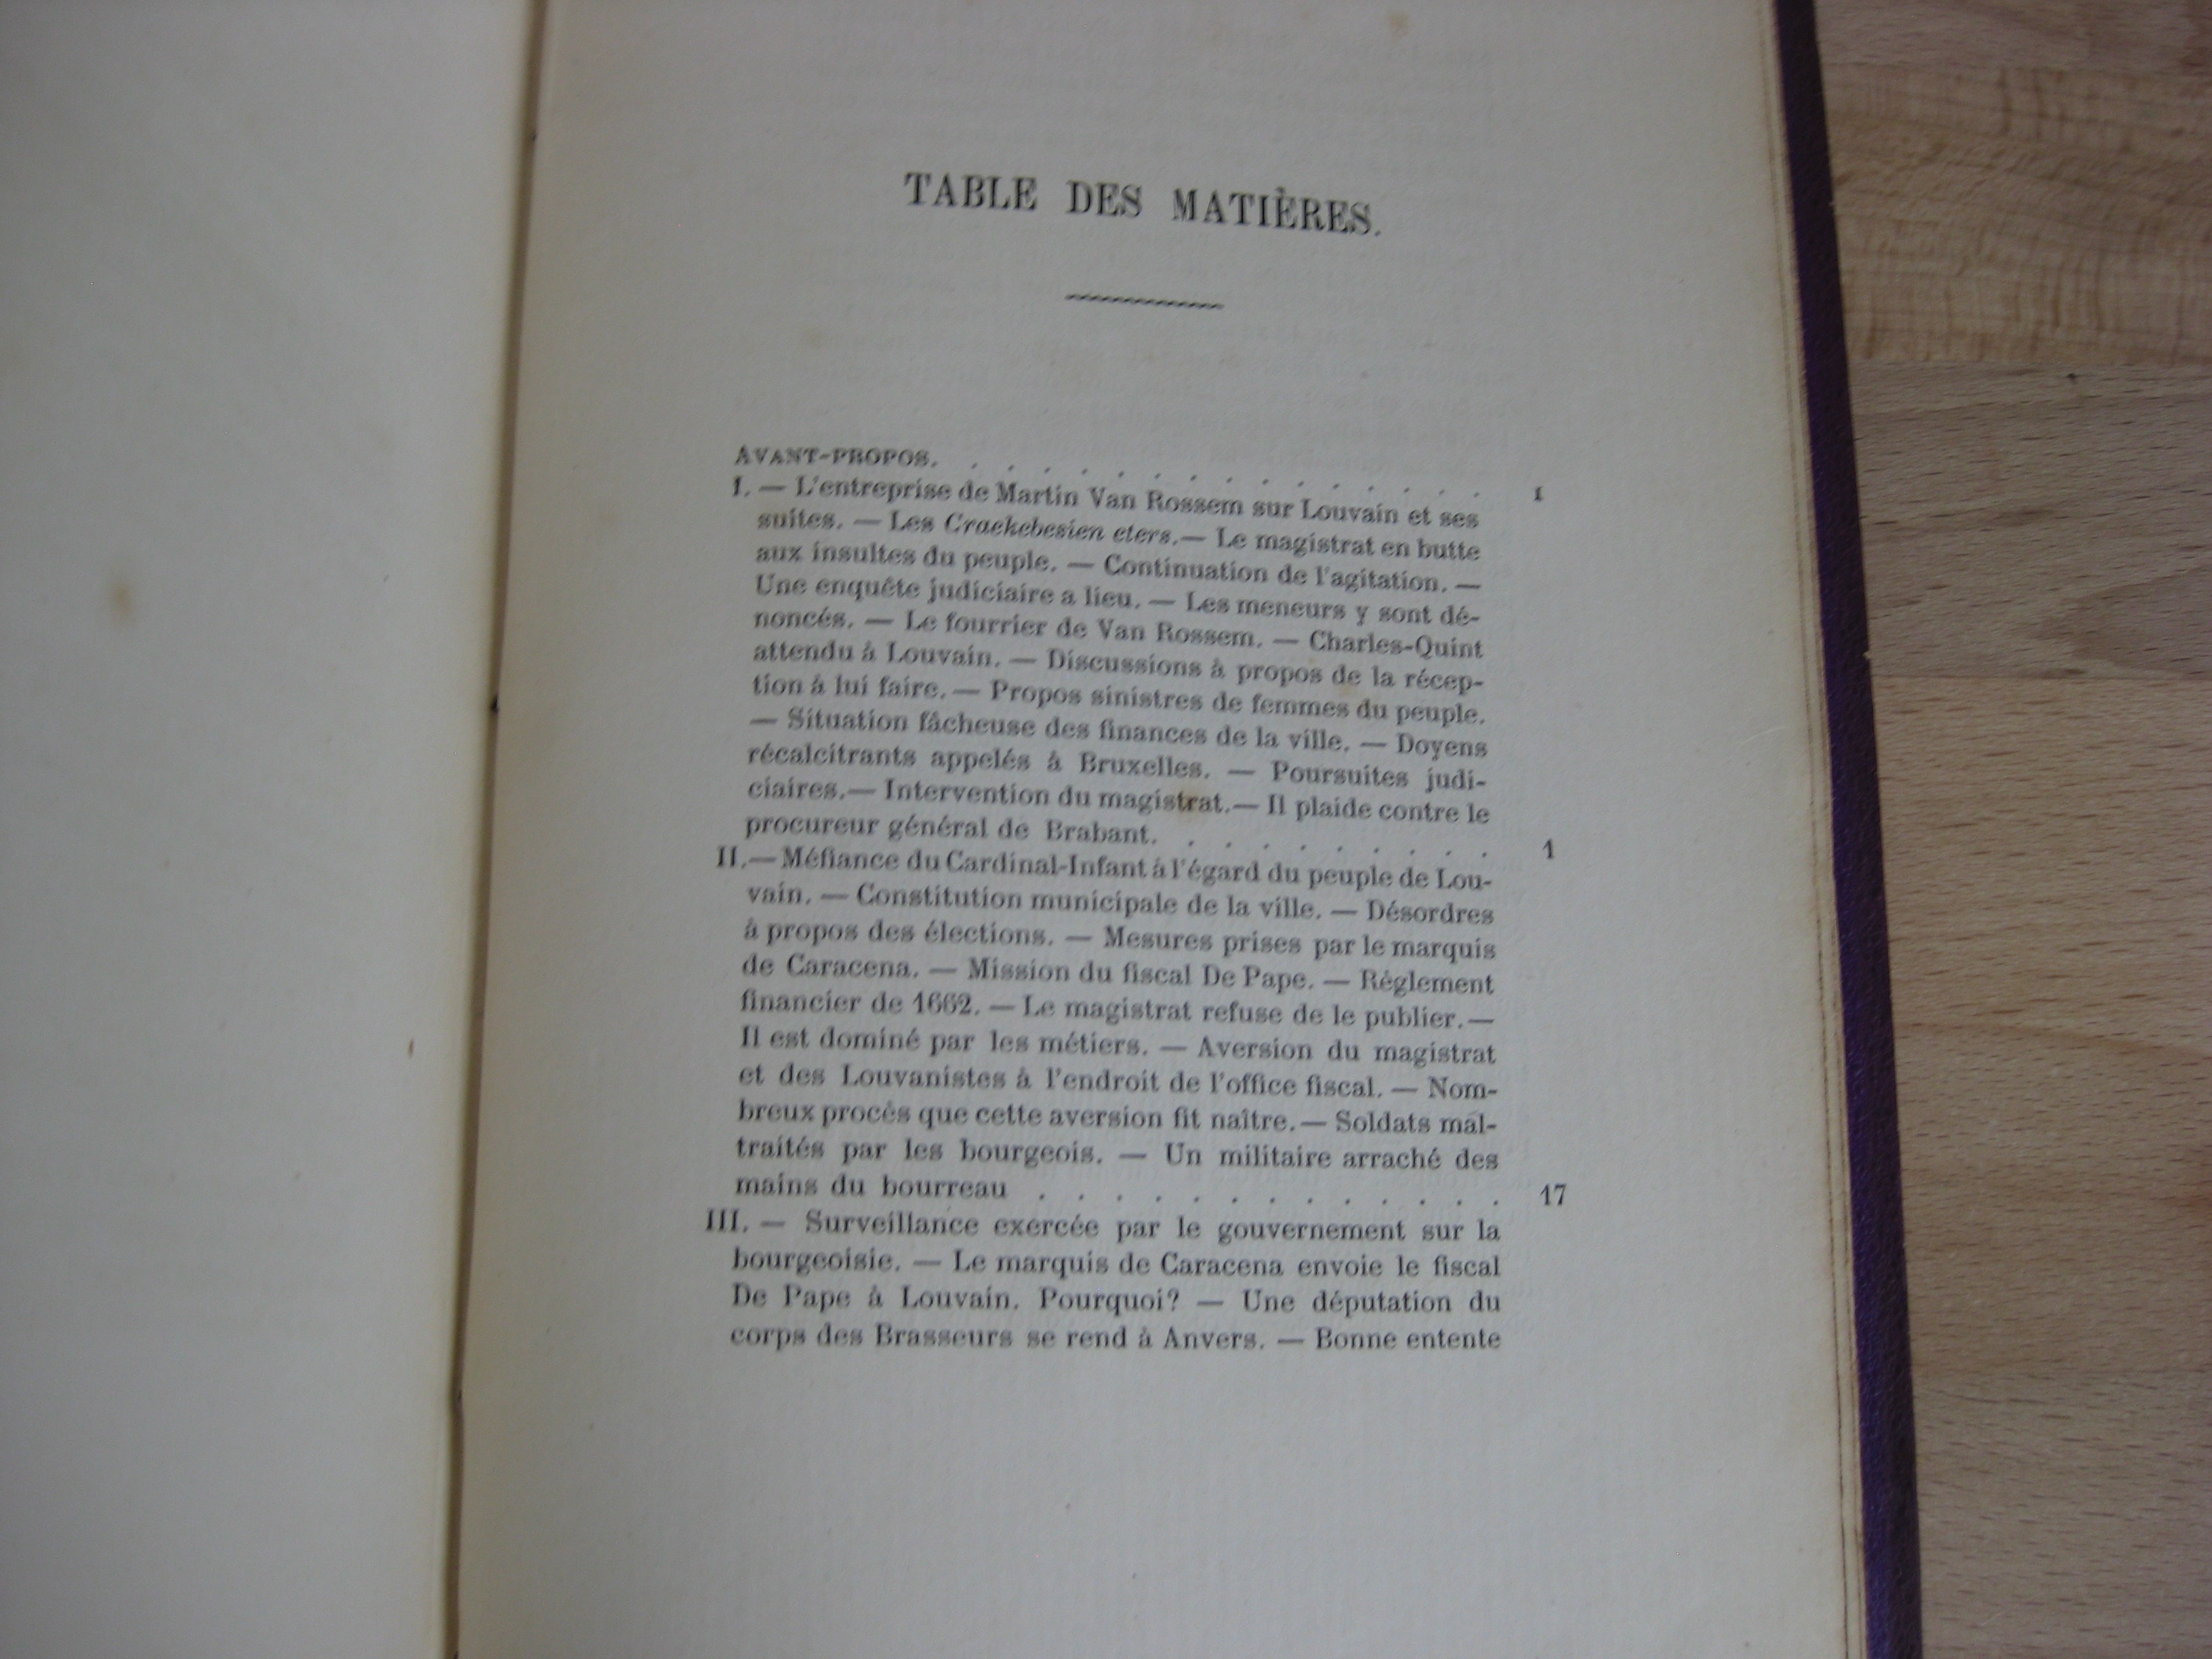 TABLE DES MATIÈRES.
AVANT-PROPOS. . . . . . . . . . . . . . . . I
I. — L'entreprise de Martin Van Rossem sur Louvain et ses
suites. — Les Craekebesien eters.— Le magistrat en butte
aux insultes du peuple. — Continuation de l'agitation. —
Une enquête judiciaire a lieu. — Les meneurs y sont dé-
noncés. — Le fourrier de Van Rossem. — Charles-Quint
attendu à Louvain. — Discussions à propos de la récep-
tion à lui faire. — Propos sinistres de femmes du peuple.
— Situation fâcheuse des finances de la ville. — Doyens
récalcitrants appelés à Bruxelles. — Poursuites judi-
ciaires.— Intervention du magistrat.— Il plaide contre le
procureur général de Brabant. . . . . . . . . . 1
II.— Méfiance du Cardinal-Infant à l'égard du peuple de Lou-
vain. — Constitution municipale de la ville. — Désordres
à propos des élections. — Mesures prises par le marquis
de Caracena. — Mission du fiscal De Pape. — Règlement
financier de 1662. — Le magistrat refuse de le publier. —
Il est dominé par les métiers. — Aversion du magistrat
et des Louvanistes à l'endroit de l'office fiscal. — Nom-
breux procès que cette aversion fit naître. — Soldats mal-
traités par les bourgeois. — Un militaire arraché des
mains du bourreau . . . . . . . . . . . . . 17
III. — Surveillance exercée par le gouvernement sur la
bourgeoisie. — Le marquis de Caracena envoie le fiscal
De Pape à Louvain. Pourquoi? — Une députation du
corps des Brasseurs se rend à Anvers. — Bonne entente